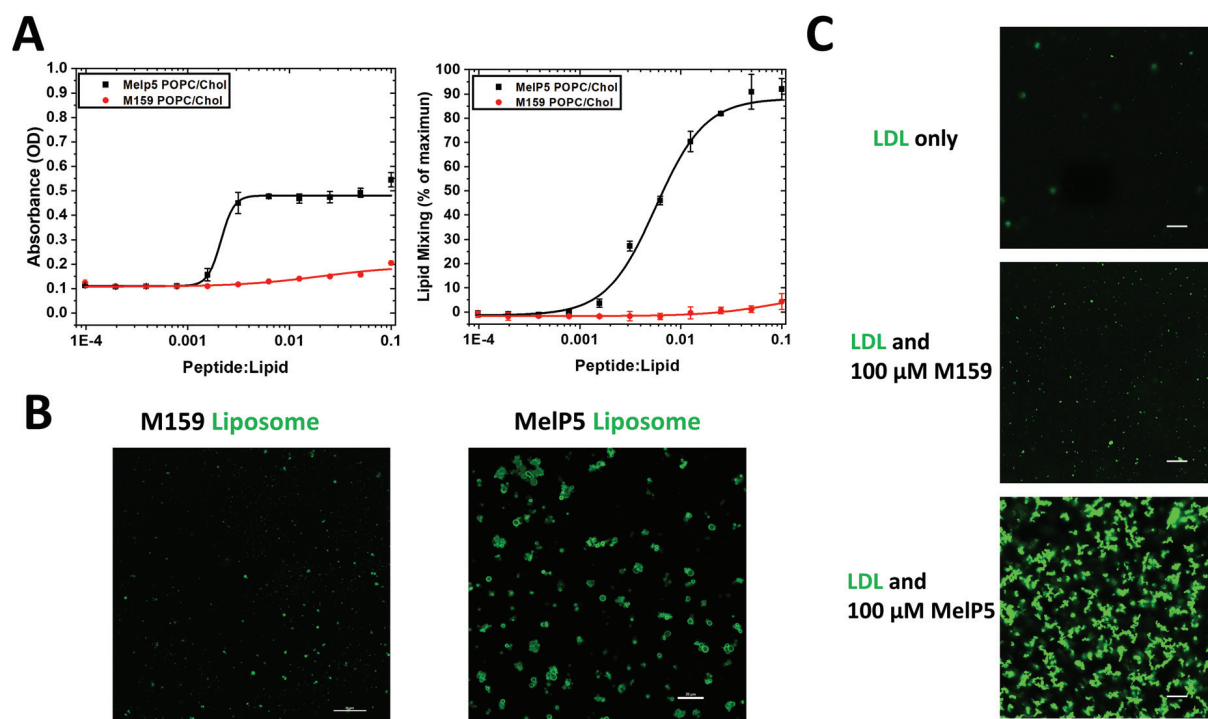 A
Absorbance (OD)
1.0
0.9
0.8
0.7
0.6
0.5
0.4
0.3
0.2
0.1
0.0
Melp5 POPC/Chol
M159 POPC/Chol
1E-4 0.001 0.01 0.1
Peptide:Lipid
Lipid Mixing (% of maximun)
100
90
80
70
60
50
40
30
20
10
0
MelP5 POPC/Chol
M159 POPC/Chol
1E-4 0.001 0.01 0.1
Peptide:Lipid
B
M159 Liposome
MelP5 Liposome
C
LDL only
LDL and
100 µM M159
LDL and
100 µM MelP5